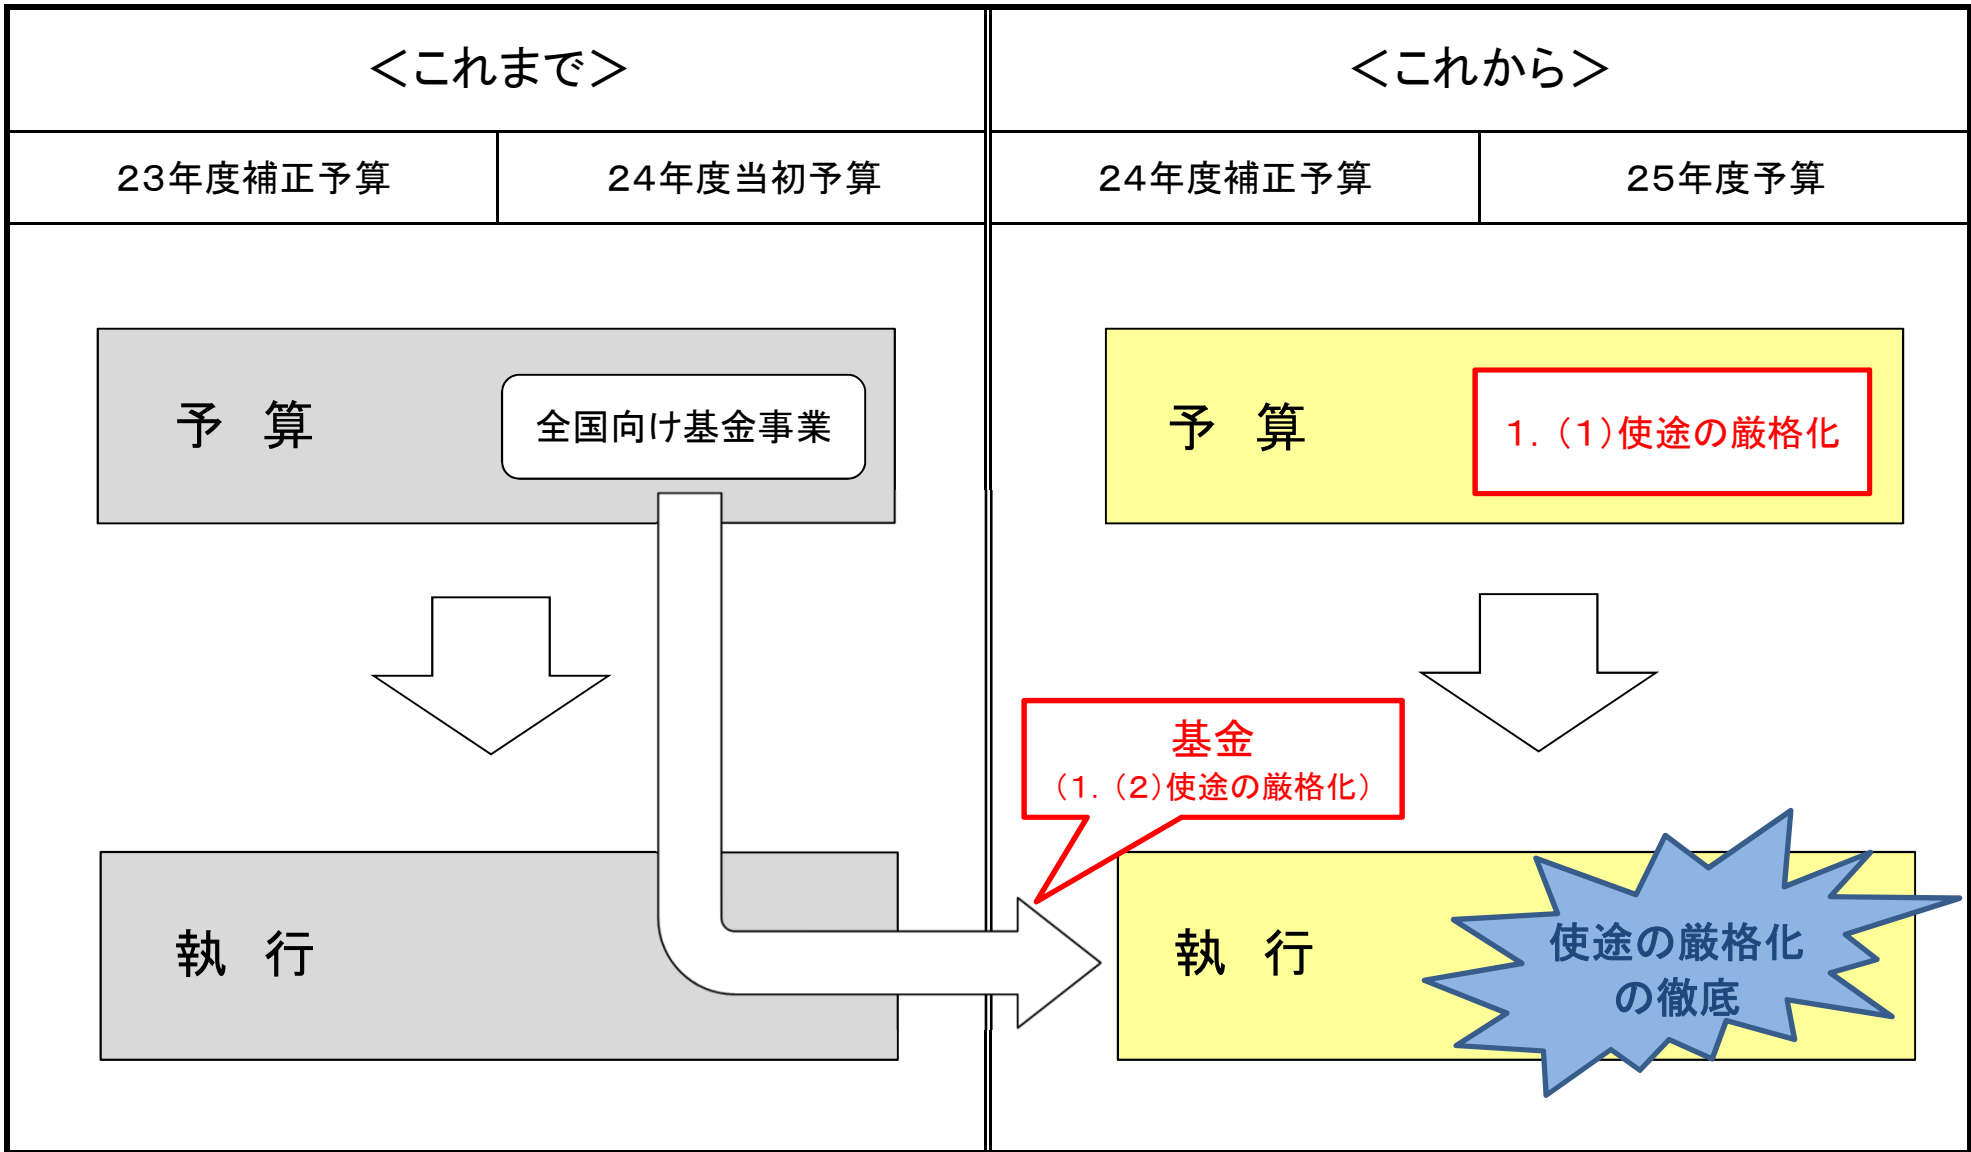 ＜これまで＞
＜これから＞
２３年度補正予算
２４年度当初予算
２４年度補正予算
２５年度予算
予　算
全国向け基金事業
予　算
１．（１）使途の厳格化
基金
（１．（２）使途の厳格化）
執　行
執　行
使途の厳格化
の徹底